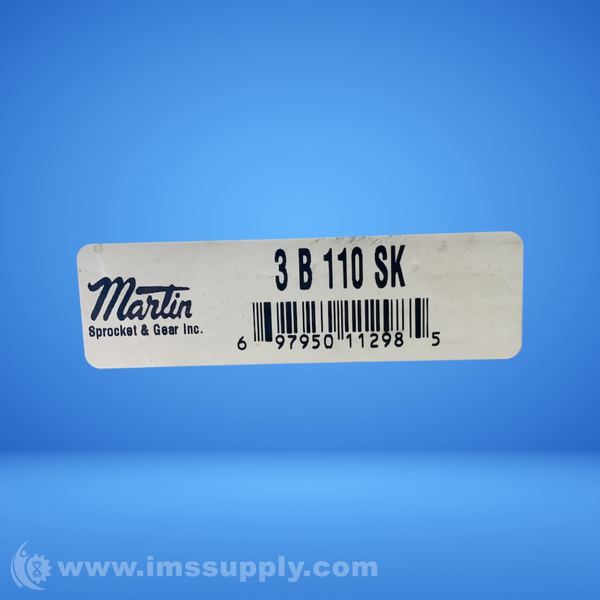 3 B 110 SK
Martin
Sprocket & Gear Inc.
6 97950 11298 5
www.imssupply.com